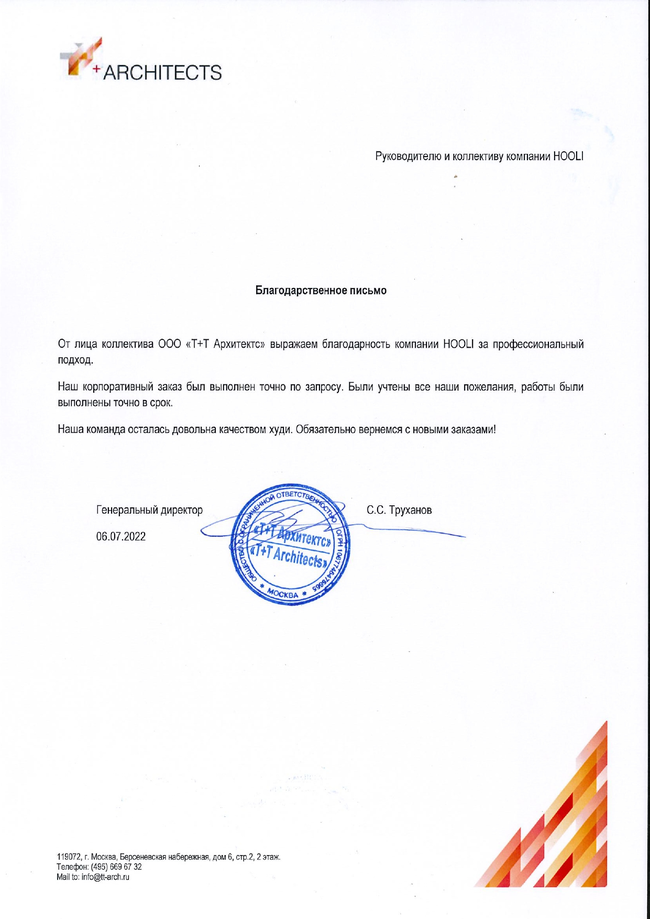 T+T
+ARCHITECTS
Руководителю и коллективу компании HOOLI
Благодарственное письмо
От лица коллектива ООО «Т+Т Архитектс» выражаем благодарность компании HOOLI за профессиональный
подход.
Наш корпоративный заказ был выполнен точно по запросу. Были учтены все наши пожелания, работы были
выполнены точно в срок.
Наша команда осталась довольна качеством худи. Обязательно вернемся с новыми заказами!
Генеральный директор
С.С. Труханов
06.07.2022
ОБЩЕСТВО С ОГРАНИЧЕННОЙ ОТВЕТСТВЕННОСТЬЮ
«Т+Т Архитектс»
«T+T Architects»
* МОСКВА *
119072, г. Москва, Берсеневская набережная, дом 6, стр.2, 2 этаж.
Телефон: (495) 669 67 32
Mail to: info@tt-arch.ru